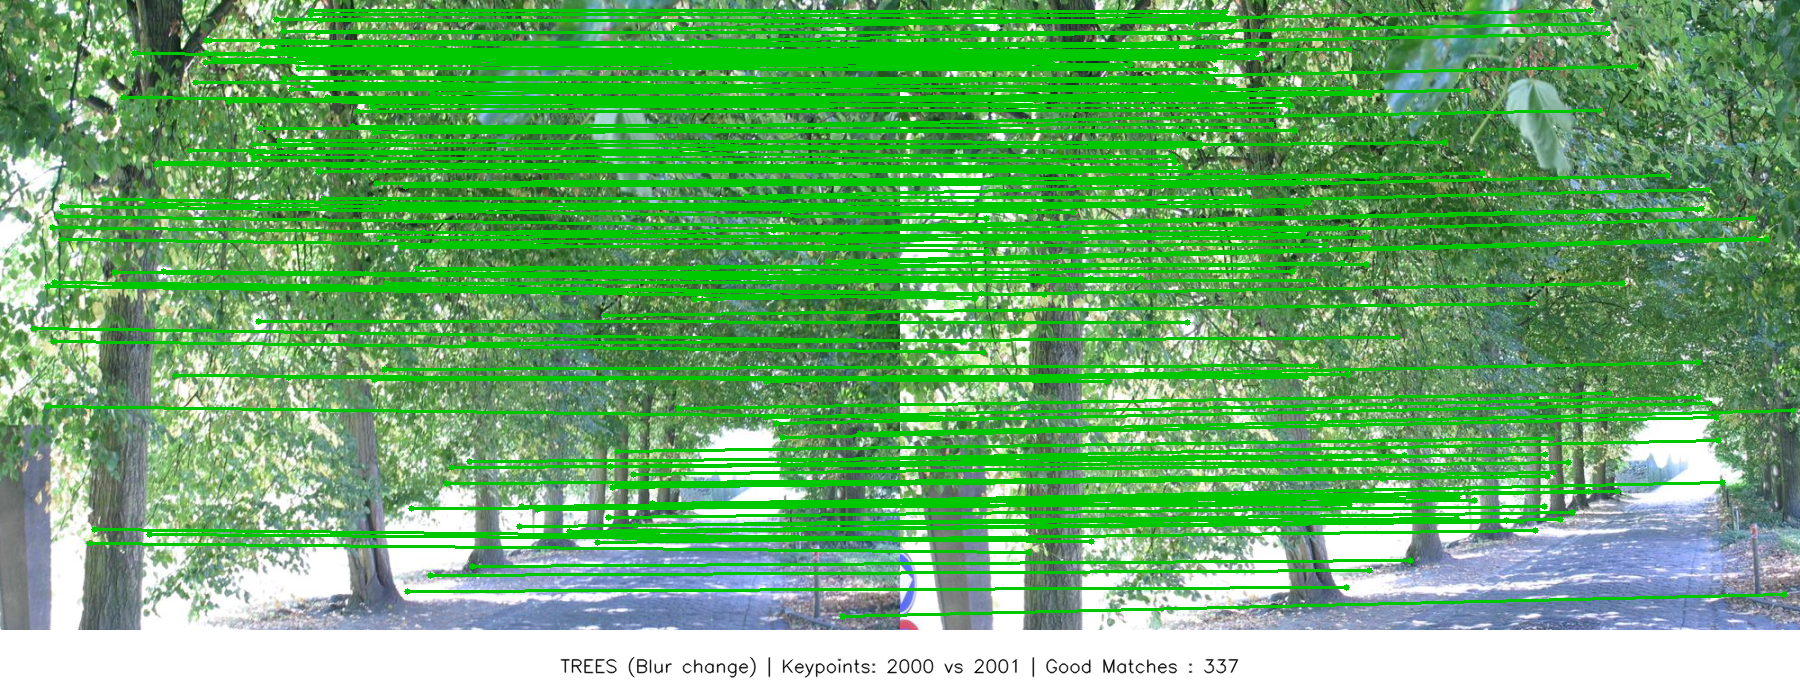 TREES (Blur change) | Keypoints: 2000 vs 2001 | Good Matches : 337